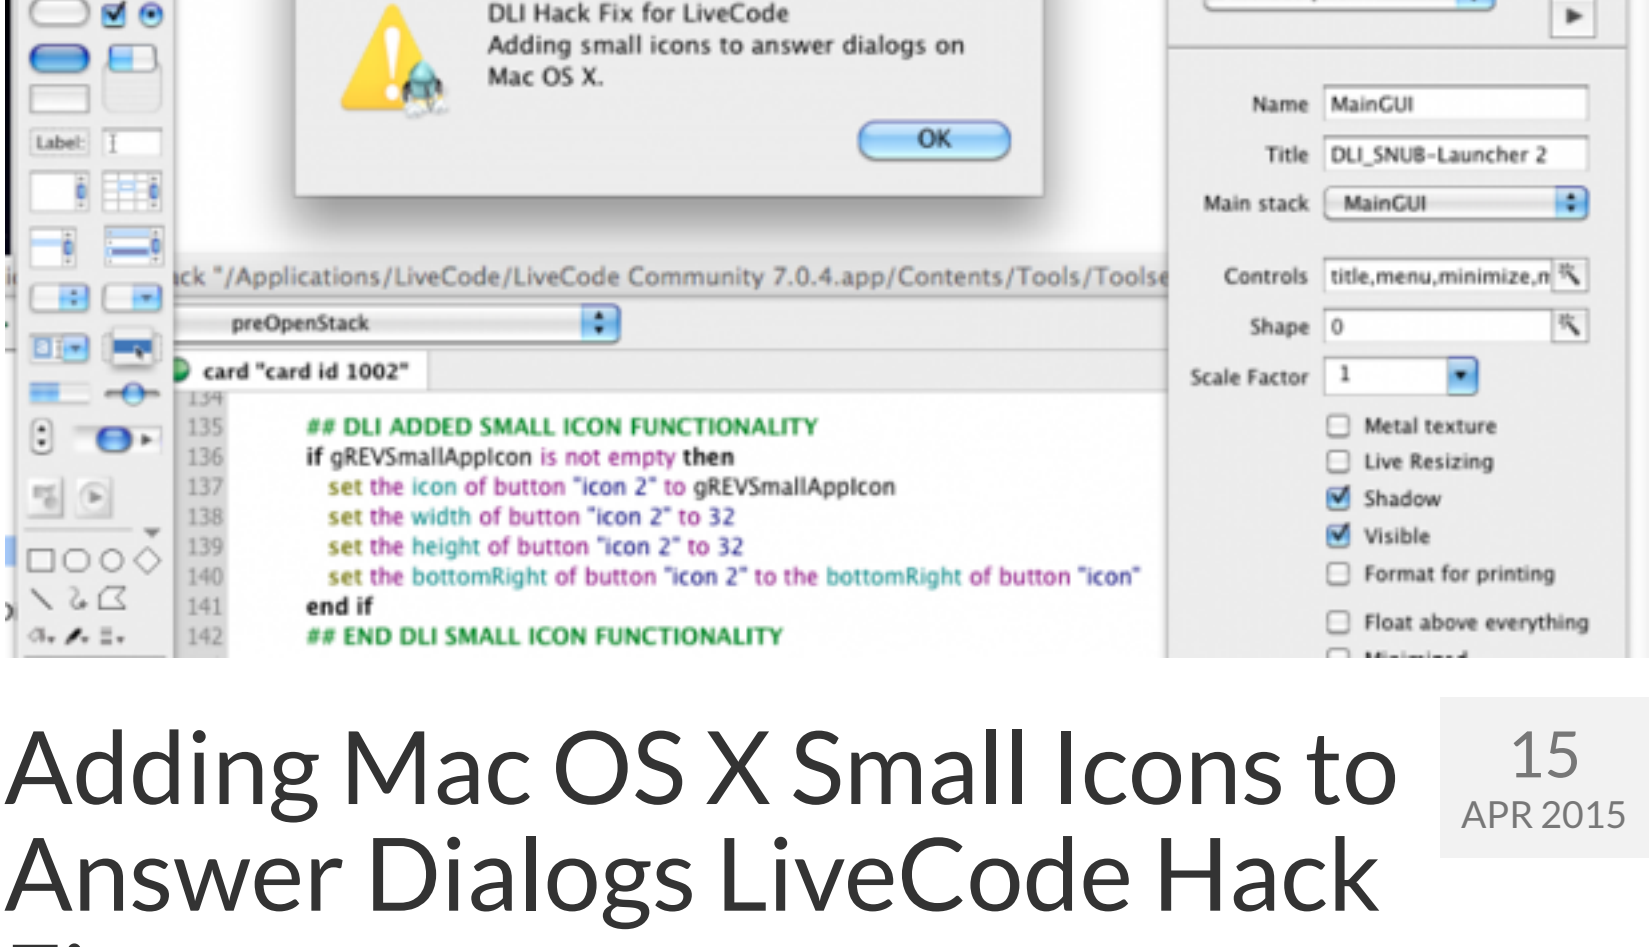 DLI Hack Fix for LiveCode
Adding small icons to answer dialogs on
Mac OS X.
OK
Label:
Name MainGUI
Title DLI_SNUB-Launcher 2
Main stack MainGUI
Controls title,menu,minimize,m
Shape 0
Scale Factor 1
Metal texture
Live Resizing
Shadow
Visible
Format for printing
Float above everything
Minimized
ack "/Applications/LiveCode/LiveCode Community 7.0.4.app/Contents/Tools/Toolse
preOpenStack
card "card id 1002"
134
135 ## DLI ADDED SMALL ICON FUNCTIONALITY
136 if gREVSmallAppIcon is not empty then
137 set the icon of button "icon 2" to gREVSmallAppIcon
138 set the width of button "icon 2" to 32
139 set the height of button "icon 2" to 32
140 set the bottomRight of button "icon 2" to the bottomRight of button "icon"
141 end if
142 ## END DLI SMALL ICON FUNCTIONALITY
Adding Mac OS X Small Icons to
Answer Dialogs LiveCode Hack
15
APR 2015